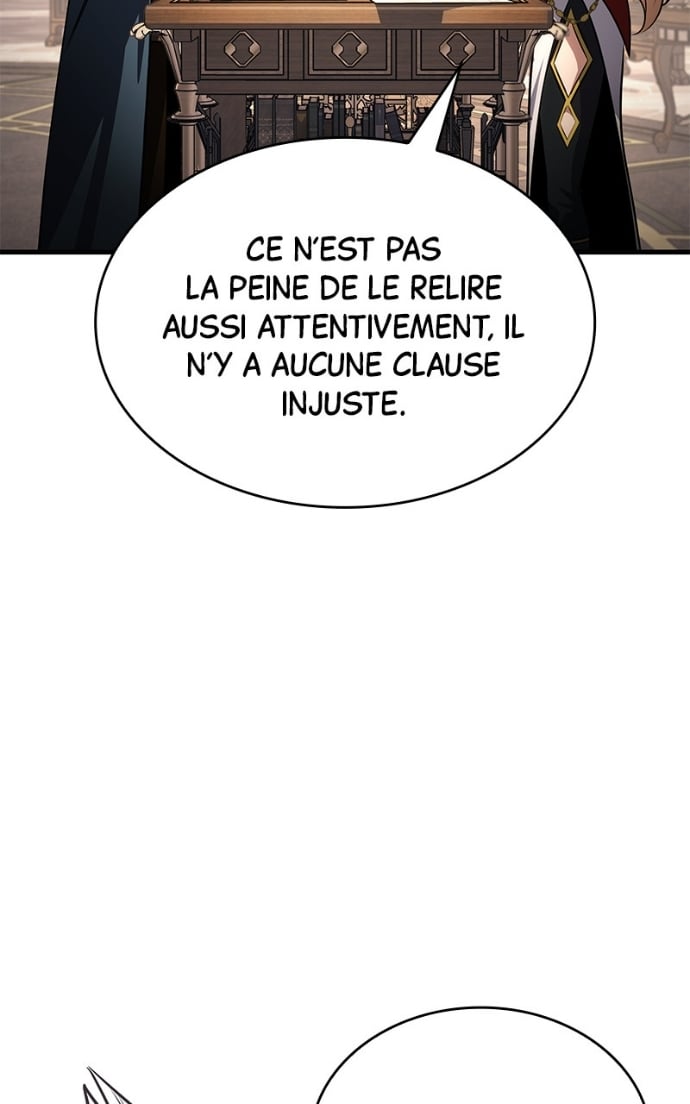 CE N'EST PAS
LA PEINE DE LE RELIRE
AUSSI ATTENTIVEMENT, IL
N'Y A AUCUNE CLAUSE
INJUSTE.